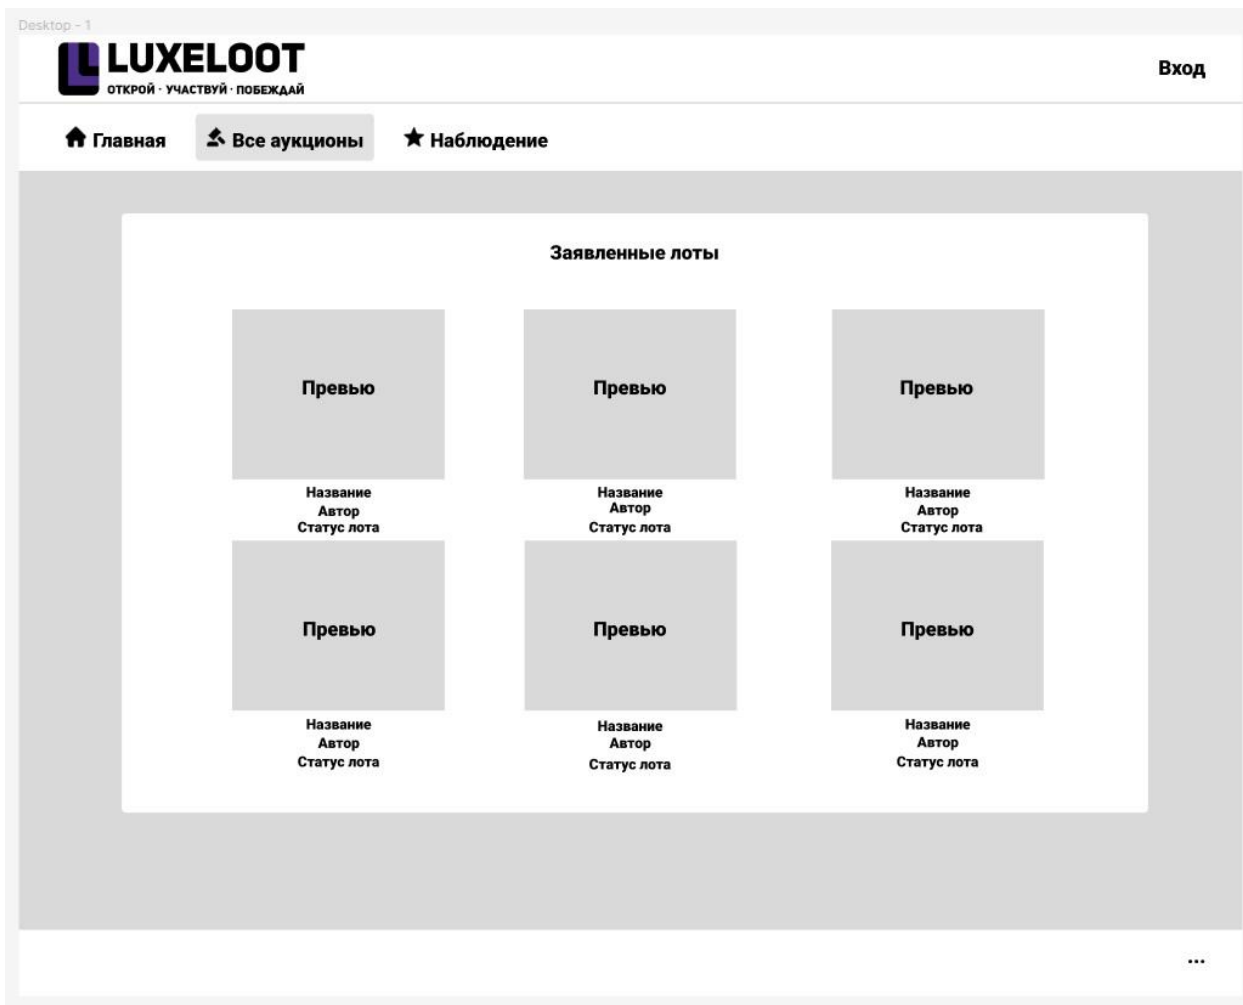 Desktop - 1
LUXELOOT
ОТКРОЙ · УЧАСТВУЙ · ПОБЕЖДАЙ
Вход
Главная Все аукционы Наблюдение
Заявленные лоты
Превью Превью Превью
Название Название Название
Автор Автор Автор
Статус лота Статус лота Статус лота
Превью Превью Превью
Название Название Название
Автор Автор Автор
Статус лота Статус лота Статус лота
...